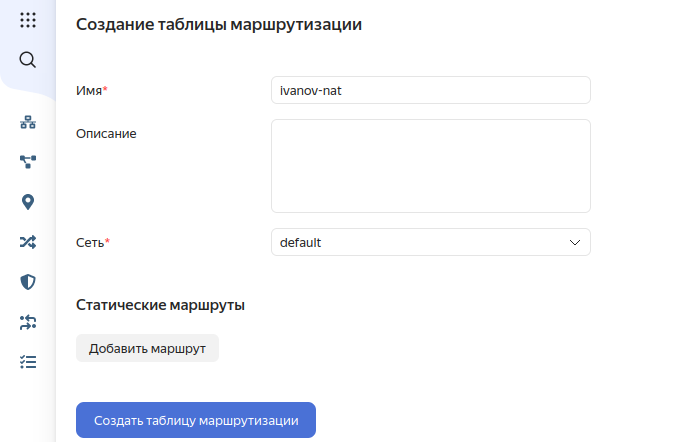 Создание таблицы маршрутизации
Имя*
ivanov-nat
Описание
Сеть*
default
Статические маршруты
Добавить маршрут
Создать таблицу маршрутизации